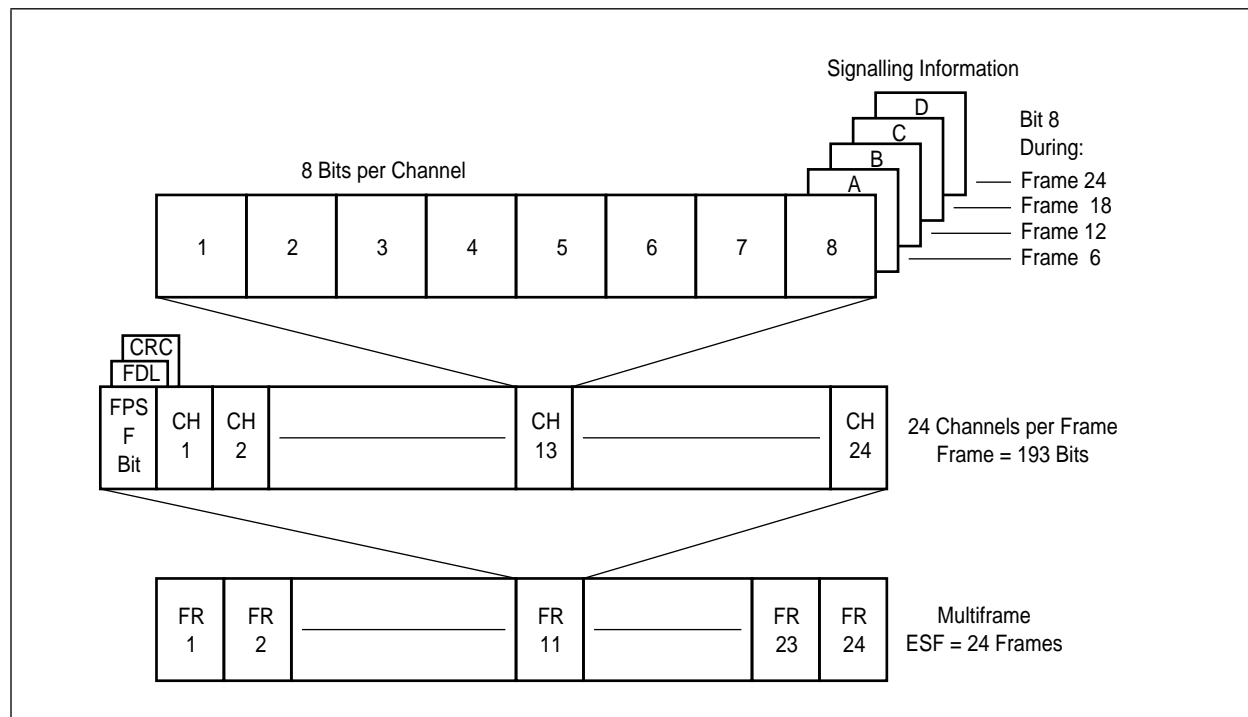 Signalling Information
D
C
B
A
Bit 8
During:
Frame 24
Frame 18
Frame 12
Frame 6
8 Bits per Channel
1 2 3 4 5 6 7 8
CRC
FDL
FPS
F
Bit
CH
1
CH
2
CH
13
CH
24
24 Channels per Frame
Frame = 193 Bits
FR
1
FR
2
FR
11
FR
23
FR
24
Multiframe
ESF = 24 Frames